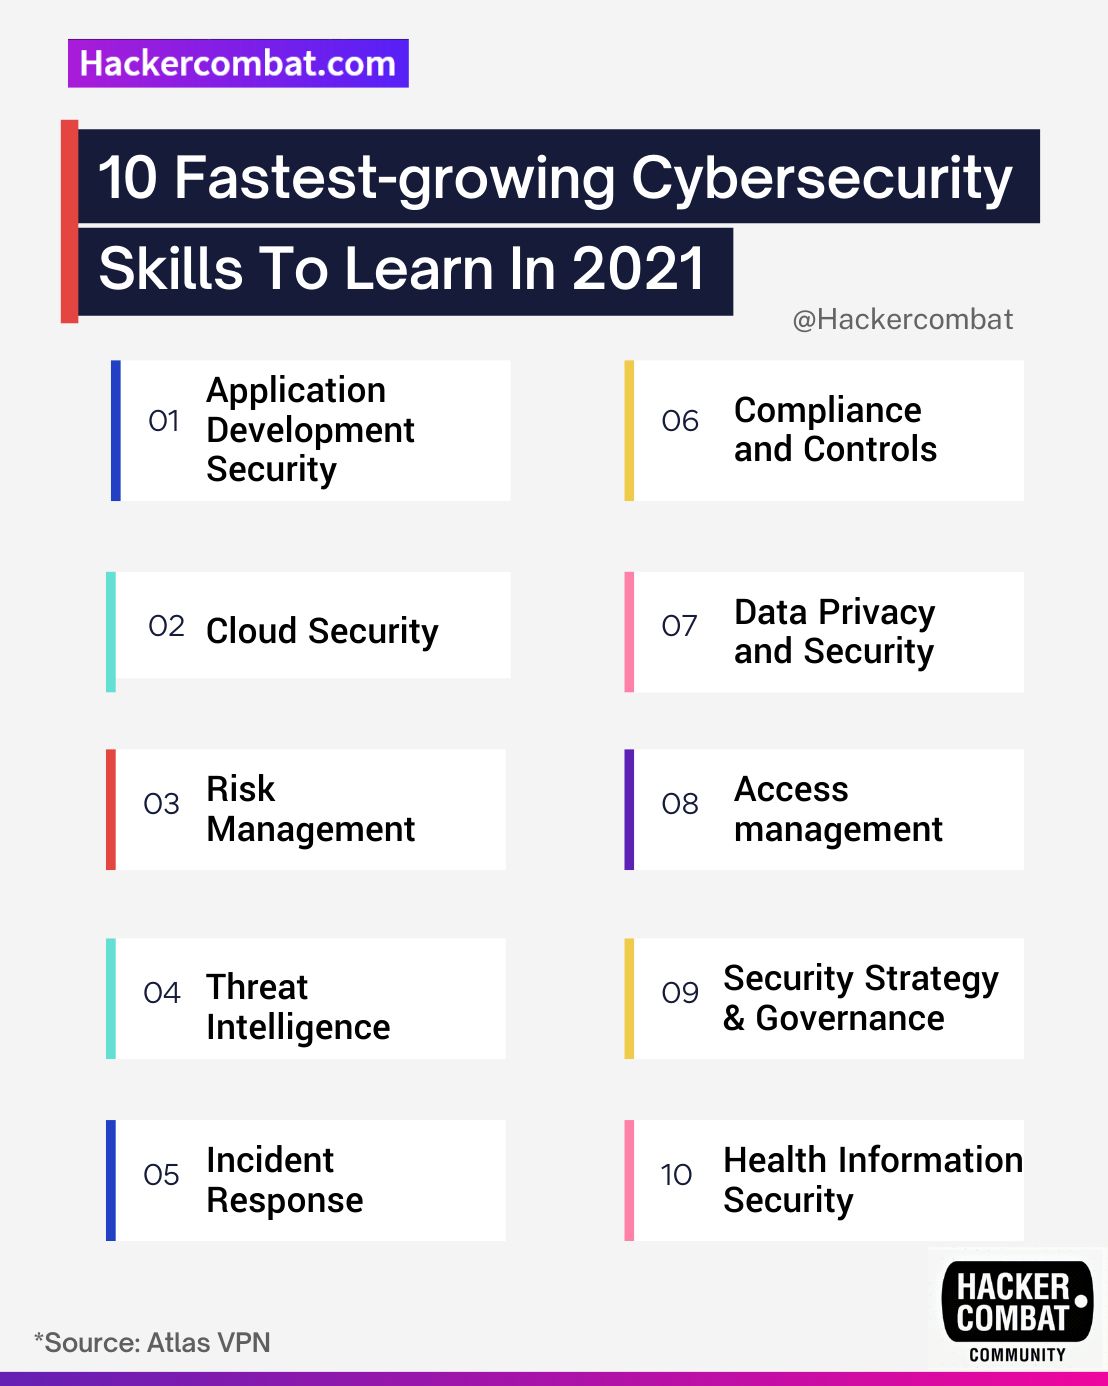 Hackercombat.com
10 Fastest-growing Cybersecurity
Skills To Learn In 2021
@Hackercombat
01
Application
Development
Security
02
Cloud Security
03
Risk
Management
04
Threat
Intelligence
05
Incident
Response
06
Compliance
and Controls
07
Data Privacy
and Security
08
Access
management
09
Security Strategy
& Governance
10
Health Information
Security
*Source: Atlas VPN
HACKER
COMBAT
COMMUNITY